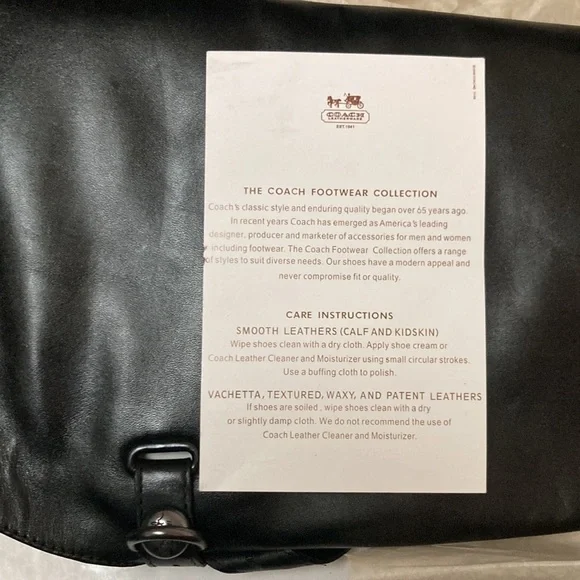 COACH
LEATHERWARE
EST. 1941
THE COACH FOOTWEAR COLLECTION
Coach's classic style and enduring quality began over 65 years ago.
In recent years Coach has emerged as America's leading
designer, producer and marketer of accessories for men and women
including footwear. The Coach Footwear Collection offers a range
of styles to suit diverse needs. Our shoes have a modern appeal and
never compromise fit or quality.
CARE INSTRUCTIONS
SMOOTH LEATHERS (CALF AND KIDSKIN)
Wipe shoes clean with a dry cloth. Apply shoe cream or
Coach Leather Cleaner and Moisturizer using small circular strokes.
Use a buffing cloth to polish.
VACHETTA, TEXTURED, WAXY, AND PATENT LEATHERS
If shoes are soiled , wipe shoes clean with a dry
or slightly damp cloth. We do not recommend the use of
Coach Leather Cleaner and Moisturizer.